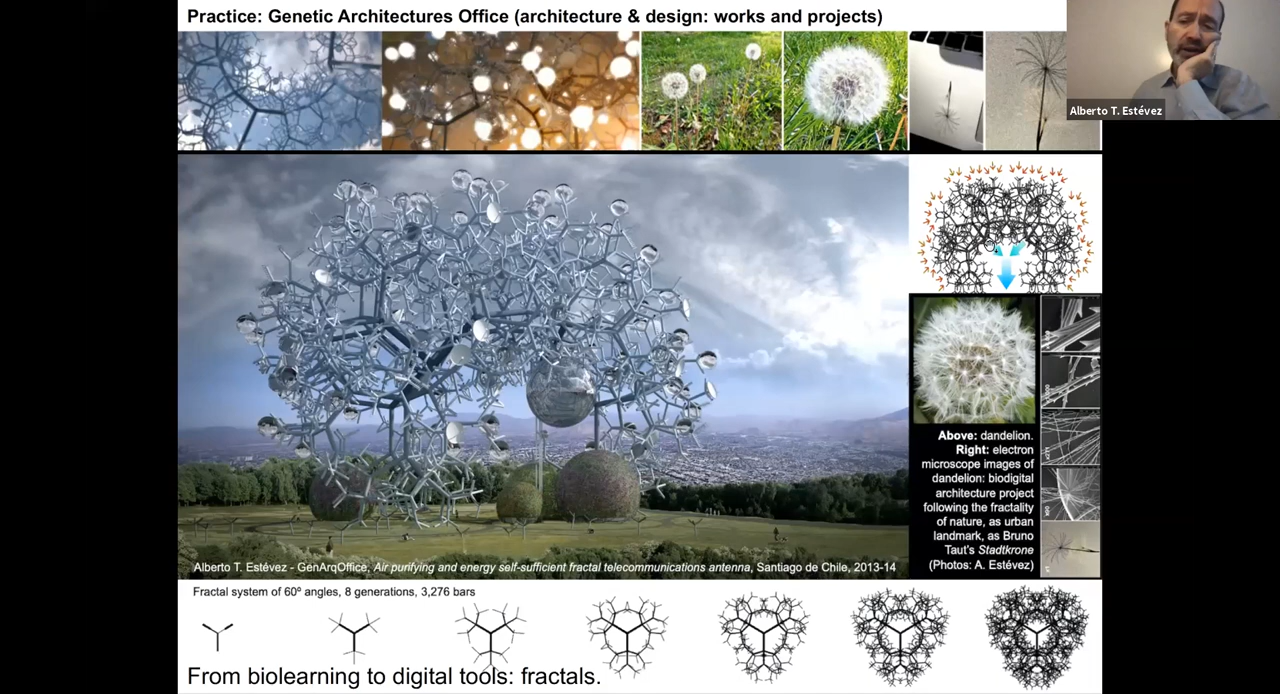 Practice: Genetic Architectures Office (architecture & design: works and projects)
Alberto T. Estévez
Above: dandelion.
Right: electron
microscope images of
dandelion: biodigital
architecture project
following the fractality
of nature, as urban
landmark, as Bruno
Taut's Stadtkrone
(Photos: A. Estévez)
Alberto T. Estévez - GenArqOffice, Air purifying and energy self-sufficient fractal telecommunications antenna, Santiago de Chile, 2013-14
Fractal system of 60º angles, 8 generations, 3,276 bars
From biolearning to digital tools: fractals.